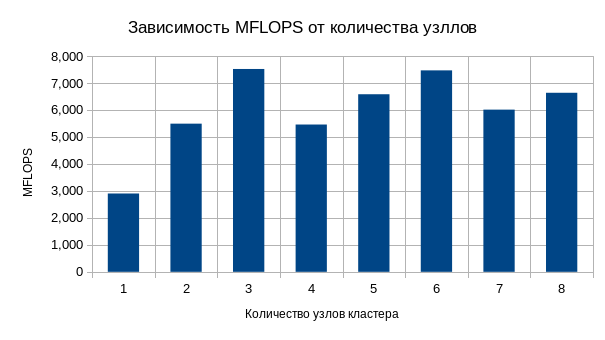 Зависимость MFLOPS от количества узллов
8,000
7,000
6,000
5,000
4,000
3,000
2,000
1,000
0
MFLOPS
1 2 3 4 5 6 7 8
Количество узлов кластера